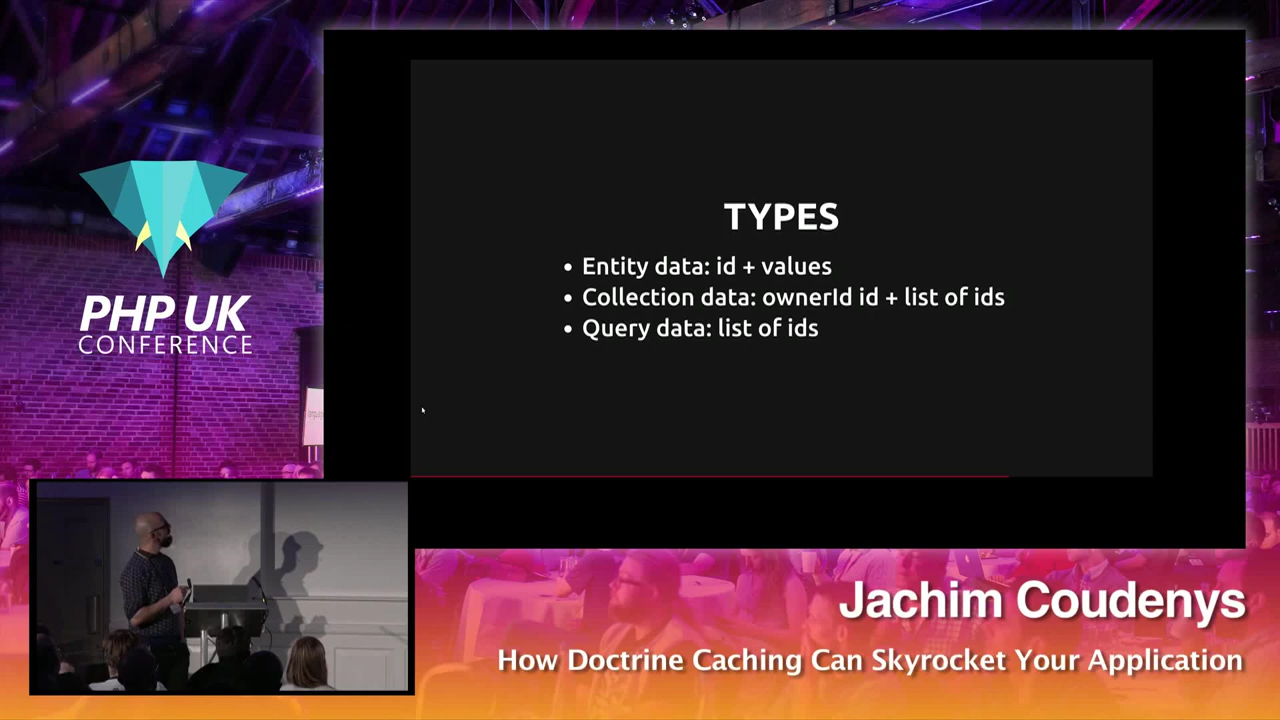 TYPES
• Entity data: id + values
• Collection data: ownerId id + list of ids
• Query data: list of ids
PHP UK
CONFERENCE
Jachim Coudenys
How Doctrine Caching Can Skyrocket Your Application